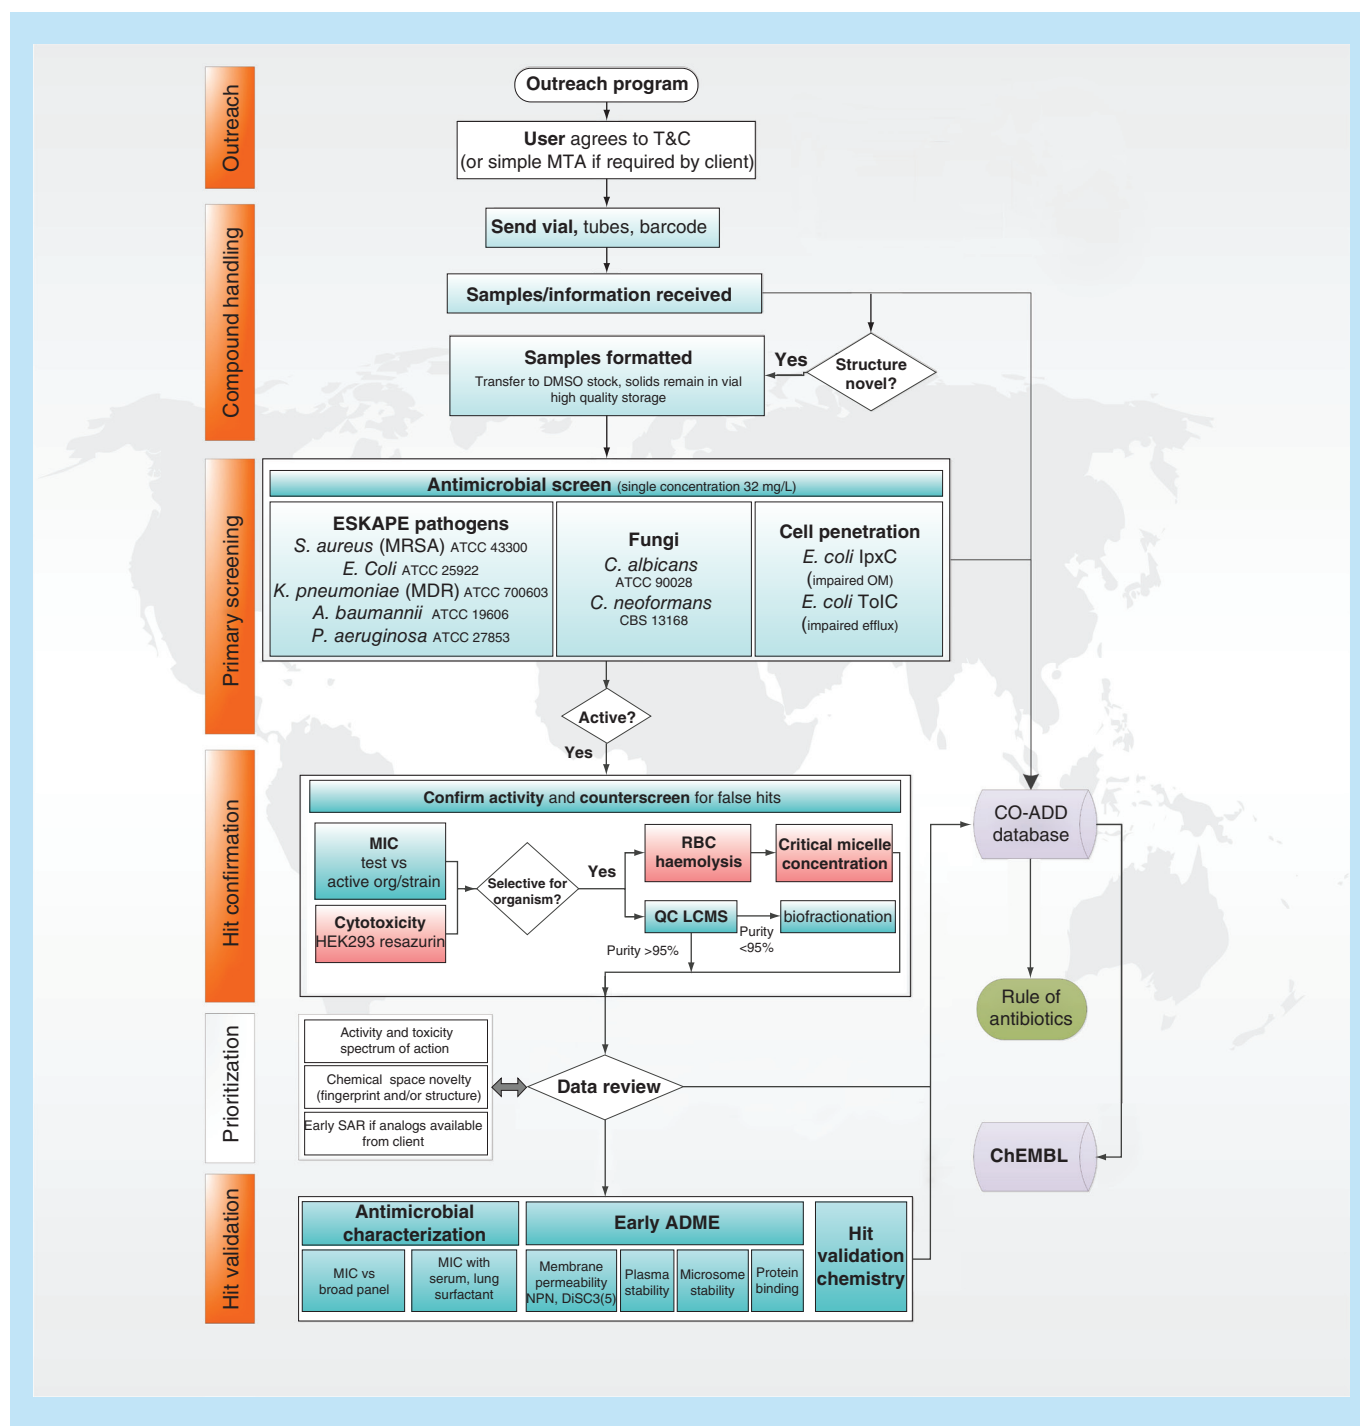 Outreach
Outreach program
User agrees to T&C
(or simple MTA if required by client)
Compound handling
Send vial, tubes, barcode
Samples/information received
Samples formatted
Transfer to DMSO stock, solids remain in vial
high quality storage
Yes
Structure
novel?
Primary screening
Antimicrobial screen (single concentration 32 mg/L)
ESKAPE pathogens
S. aureus (MRSA) ATCC 43300
E. Coli ATCC 25922
K. pneumoniae (MDR) ATCC 700603
A. baumannii ATCC 19606
P. aeruginosa ATCC 27853
Fungi
C. albicans
ATCC 90028
C. neoformans
CBS 13168
Cell penetration
E. coli lpxC
(impaired OM)
E. coli TolC
(impaired efflux)
Active?
Yes
Hit confirmation
Confirm activity and counterscreen for false hits
MIC
test vs
active org/strain
Cytotoxicity
HEK293 resazurin
Selective for
organism?
Yes
RBC
haemolysis
Critical micelle
concentration
QC LCMS
biofractionation
Purity >95%
Purity
<95%
CO-ADD
database
Rule of
antibiotics
ChEMBL
Prioritization
Activity and toxicity
spectrum of action
Chemical space novelty
(fingerprint and/or structure)
Early SAR if analogs available
from client
Data review
Hit validation
Antimicrobial
characterization
MIC vs
broad panel
MIC with
serum, lung
surfactant
Early ADME
Membrane
permeability
NPN, DiSC3(5)
Plasma
stability
Microsome
stability
Protein
binding
Hit
validation
chemistry